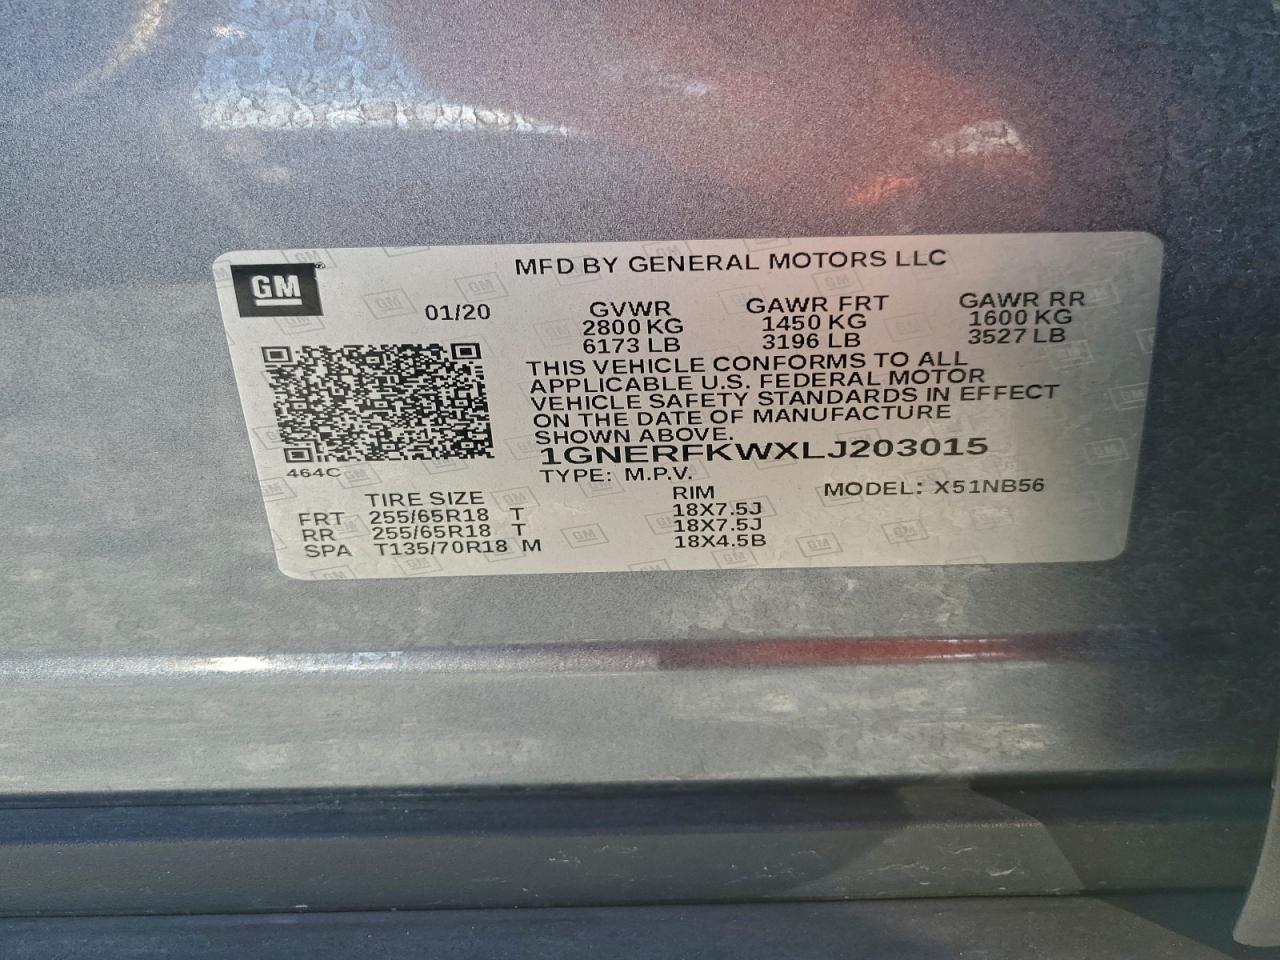 GM
MFD BY GENERAL MOTORS LLC
01/20
GVWR GAWR FRT GAWR RR
2800 KG 1450 KG 1600 KG
6173 LB 3196 LB 3527 LB
THIS VEHICLE CONFORMS TO ALL
APPLICABLE U.S. FEDERAL MOTOR
VEHICLE SAFETY STANDARDS IN EFFECT
ON THE DATE OF MANUFACTURE
SHOWN ABOVE.
1GNERFKWXLJ203015
464C
TYPE: M.P.V.
MODEL: X51NB56
TIRE SIZE RIM
FRT 255/65R18 T 18X7.5J
RR 255/65R18 T 18X7.5J
SPA T135/70R18 M 18X4.5B